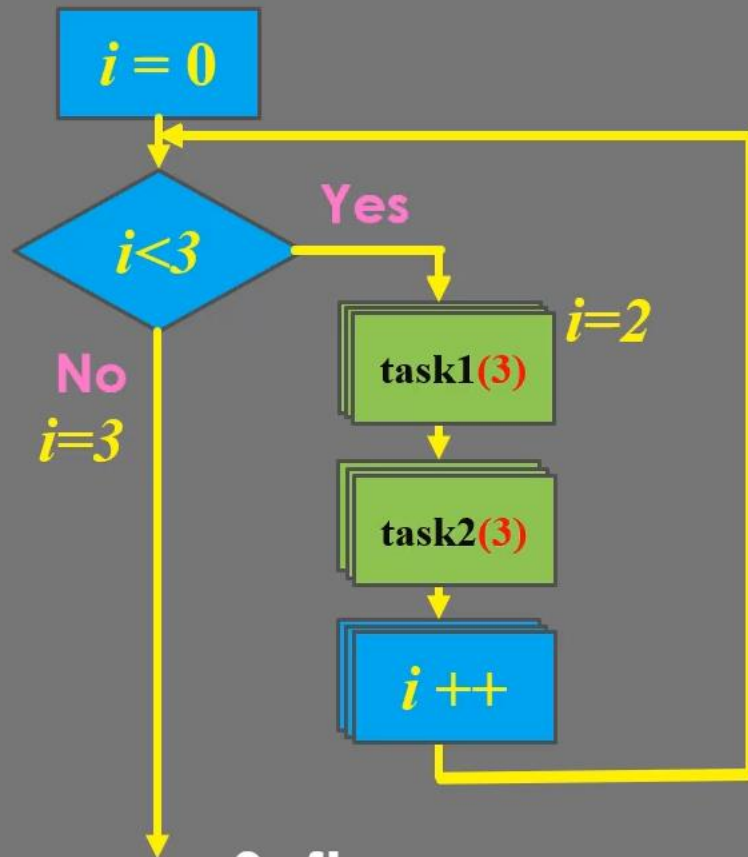 i = 0
i<3
Yes
i=2
task1(3)
No
i=3
task2(3)
i ++